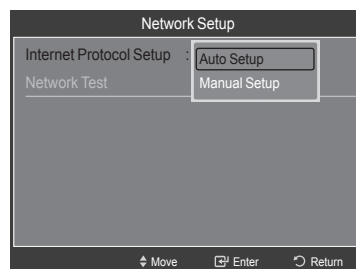 Network Setup
Internet Protocol Setup : Auto Setup
Network Test Manual Setup
Move Enter Return